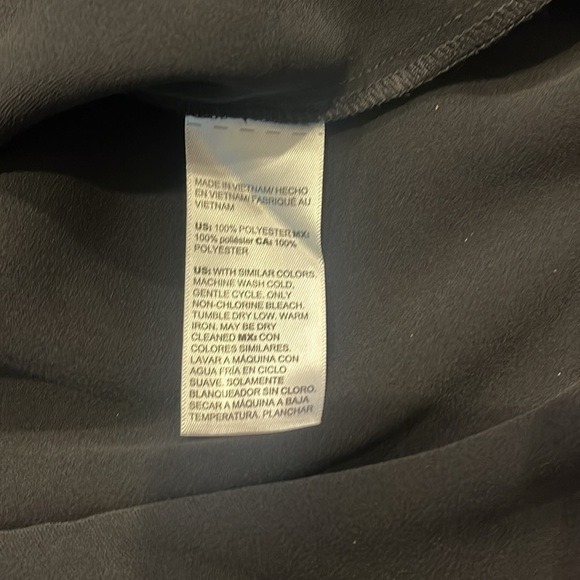 MADE IN VIETNAM/ HECHO
EN VIETNAM/ FABRIQUÉ AU
VIETNAM
US: 100% POLYESTER MX:
100% poliéster CA: 100%
POLYESTER
US: WITH SIMILAR COLORS.
MACHINE WASH COLD,
GENTLE CYCLE. ONLY
NON-CHLORINE BLEACH.
TUMBLE DRY LOW. WARM
IRON. MAY BE DRY
CLEANED MX: CON
COLORES SIMILARES.
LAVAR A MÁQUINA CON
AGUA FRÍA EN CICLO
SUAVE. SOLAMENTE
BLANQUEADOR SIN CLORO.
SECAR A MÁQUINA A BAJA
TEMPERATURA. PLANCHAR